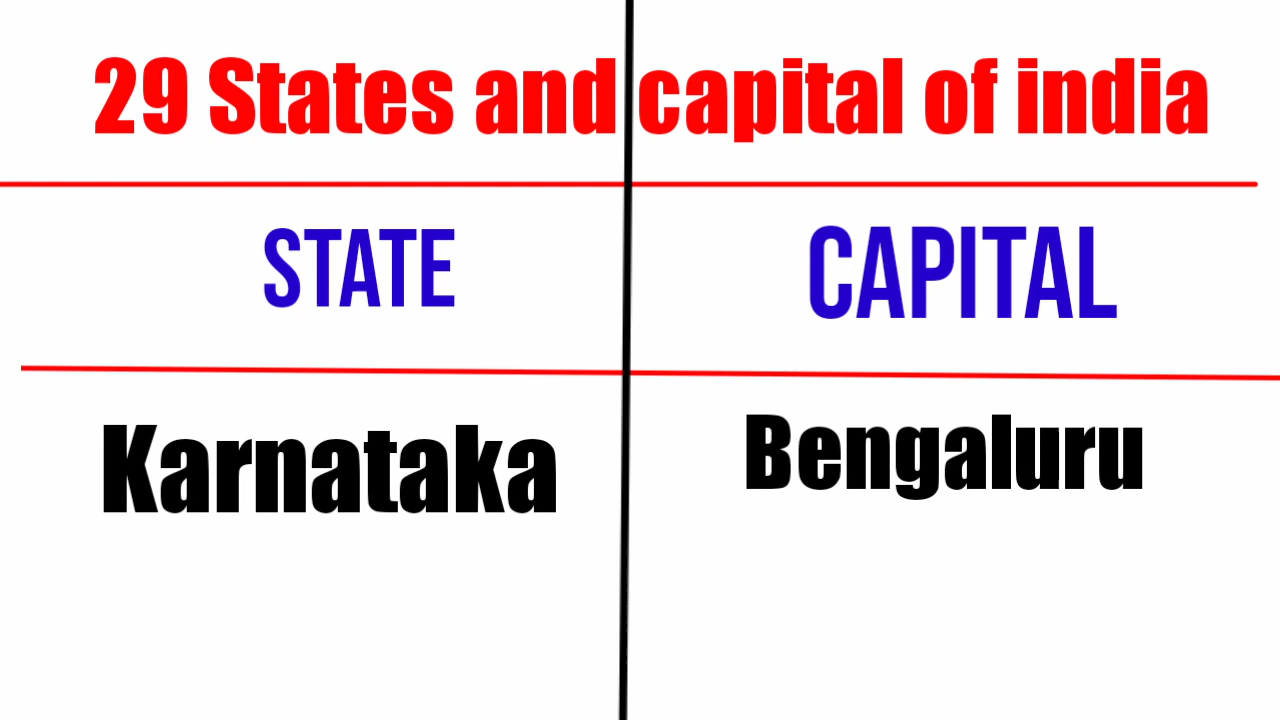 29 States and capital of india
STATE
CAPITAL
Karnataka
Bengaluru